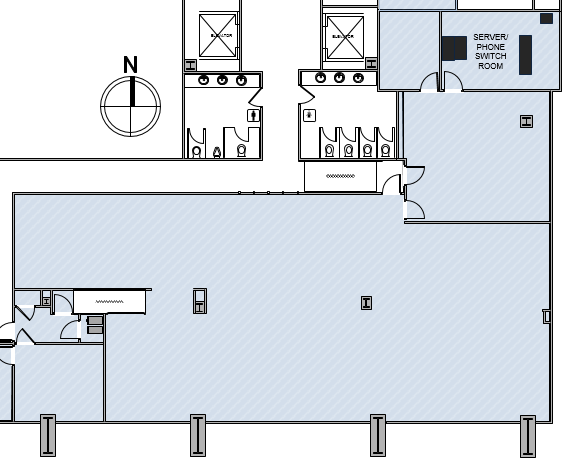 ELEVATOR
ELEVATOR
N
SERVER/
PHONE
SWITCH
ROOM